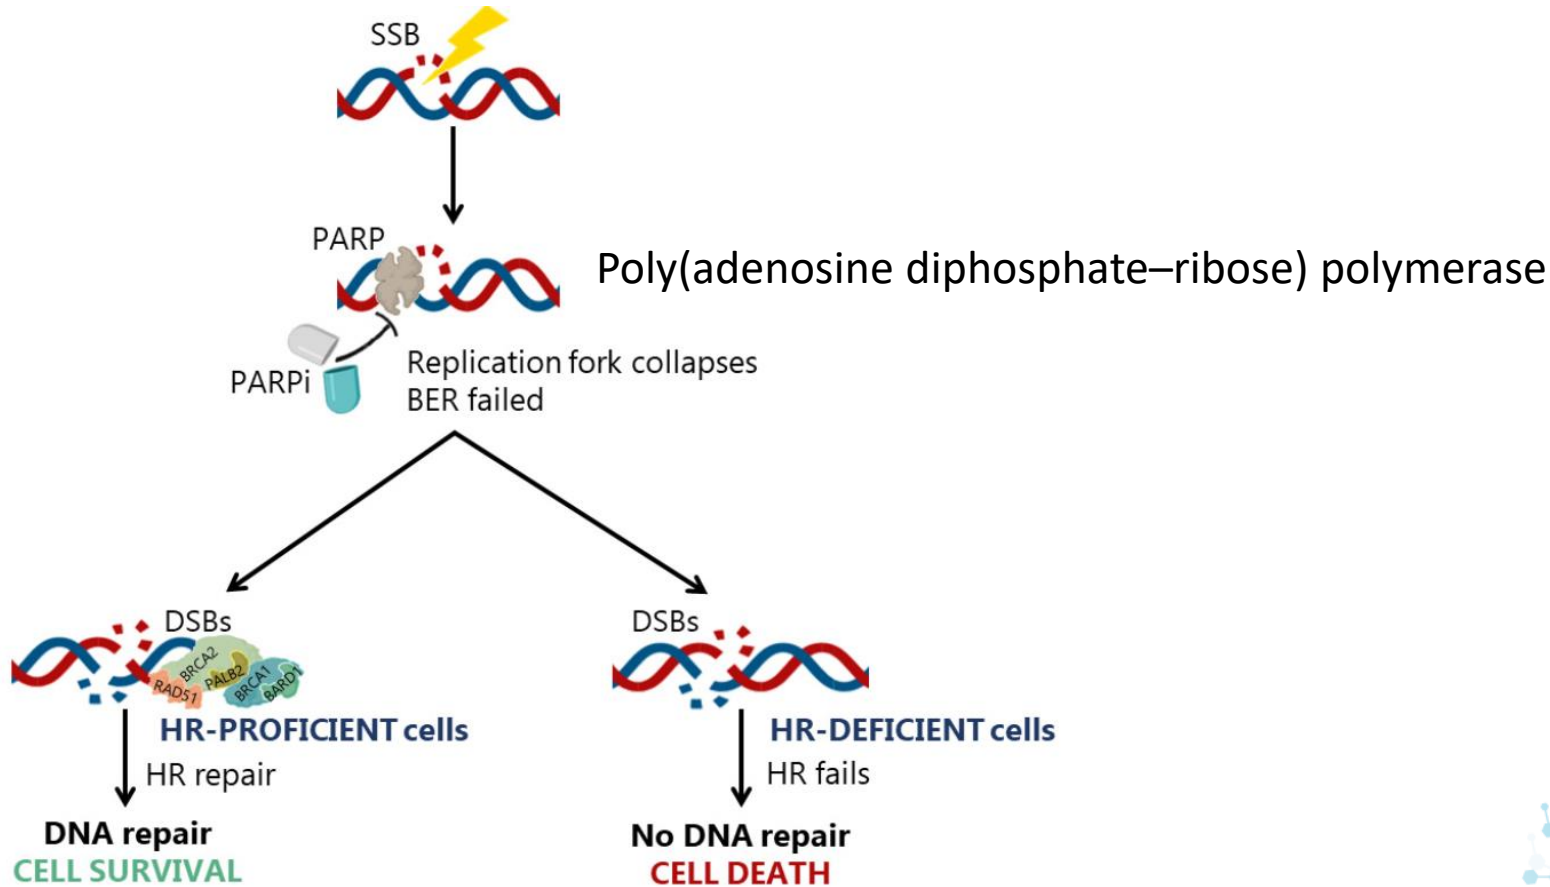 SSB
PARP
Poly(adenosine diphosphate–ribose) polymerase
PARPi
Replication fork collapses
BER failed
DSBs
BRCA2
PALB2
RAD51
BRCA1
BARD1
HR-PROFICIENT cells
HR repair
DNA repair
CELL SURVIVAL
DSBs
HR-DEFICIENT cells
HR fails
No DNA repair
CELL DEATH